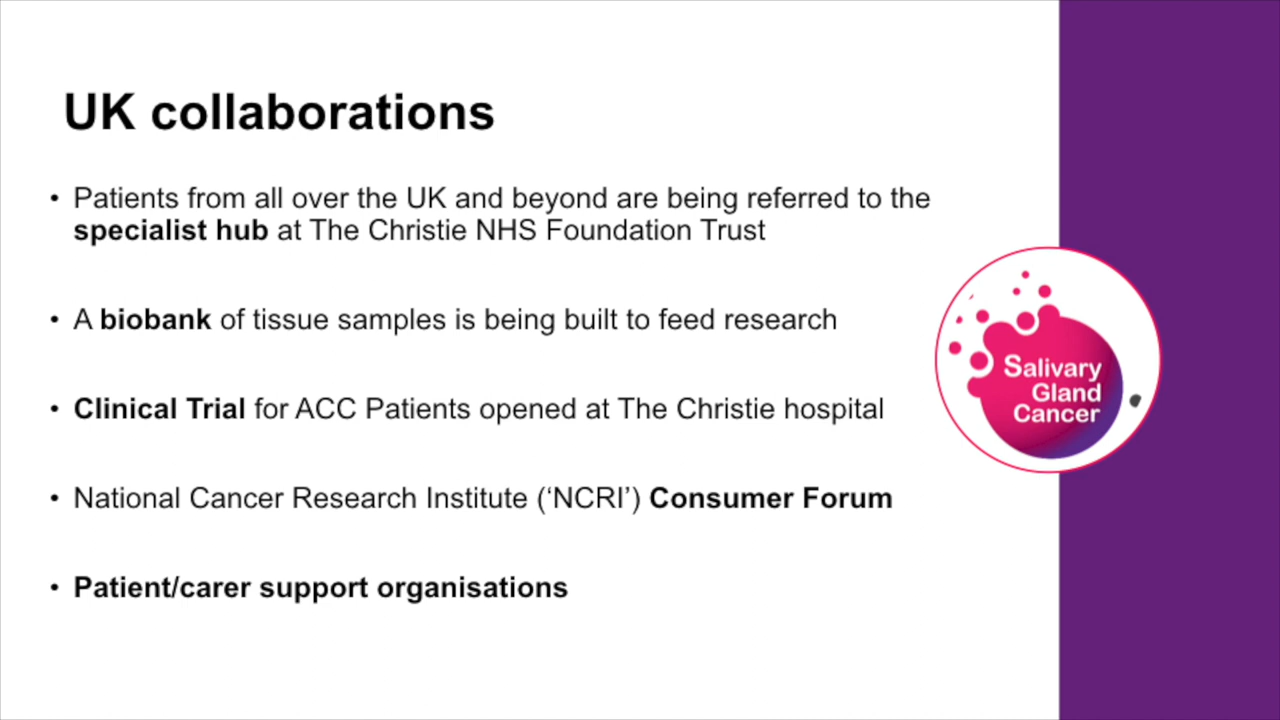 UK collaborations
• Patients from all over the UK and beyond are being referred to the
specialist hub at The Christie NHS Foundation Trust
• A biobank of tissue samples is being built to feed research
• Clinical Trial for ACC Patients opened at The Christie hospital
• National Cancer Research Institute (‘NCRI’) Consumer Forum
• Patient/carer support organisations
Salivary
Gland
Cancer